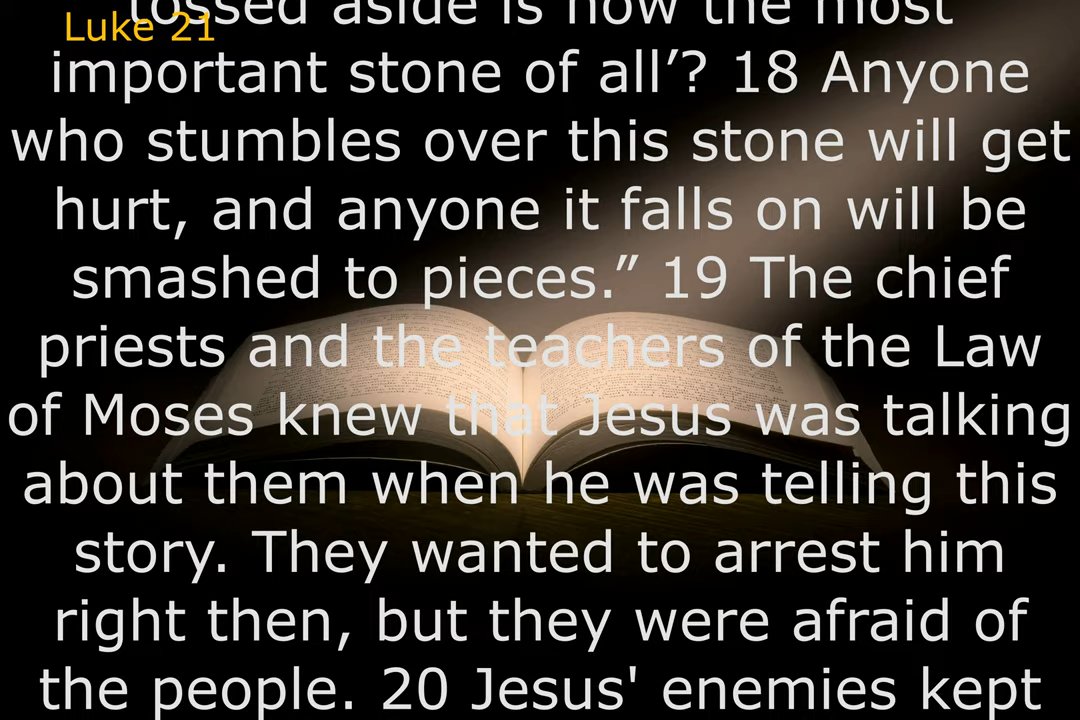 Luke 21
tossed aside is now the most
important stone of all’? 18 Anyone
who stumbles over this stone will get
hurt, and anyone it falls on will be
smashed to pieces.” 19 The chief
priests and the teachers of the Law
of Moses knew that Jesus was talking
about them when he was telling this
story. They wanted to arrest him
right then, but they were afraid of
the people. 20 Jesus' enemies kept